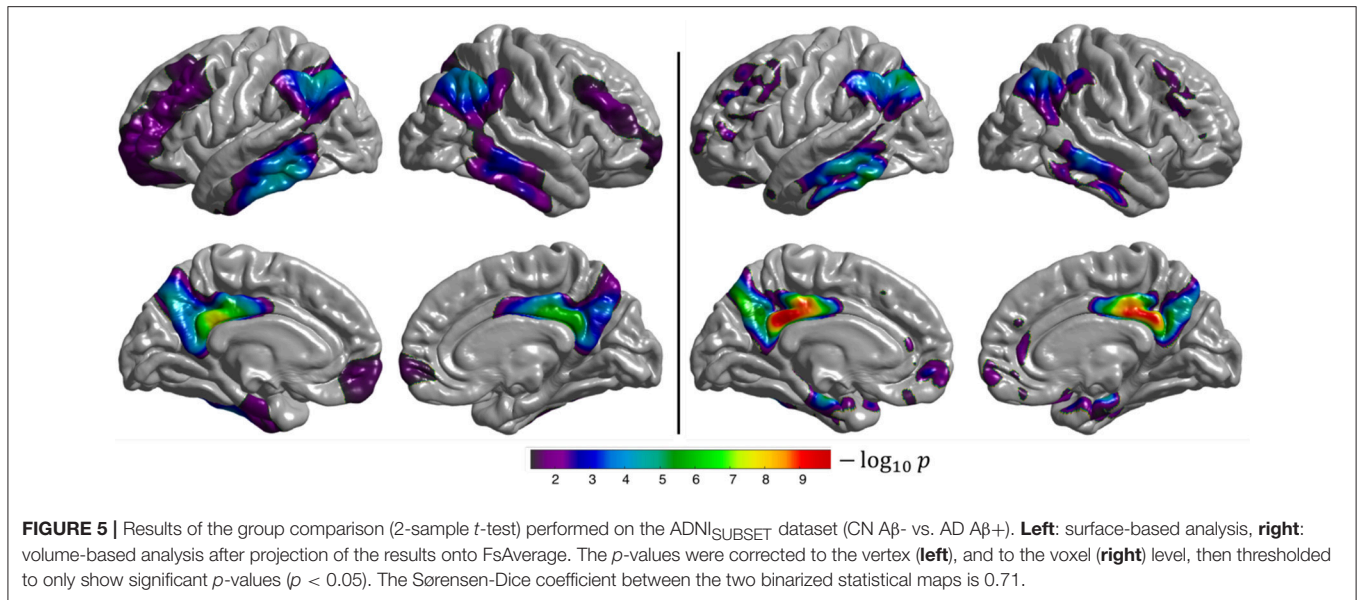 2 3 4 5 6 7 8 9
− log₁₀ p
FIGURE 5 | Results of the group comparison (2-sample t-test) performed on the ADNISUBSET dataset (CN Aβ- vs. AD Aβ+). Left: surface-based analysis, right:
volume-based analysis after projection of the results onto FsAverage. The p-values were corrected to the vertex (left), and to the voxel (right) level, then thresholded
to only show significant p-values (p < 0.05). The Sørensen-Dice coefficient between the two binarized statistical maps is 0.71.